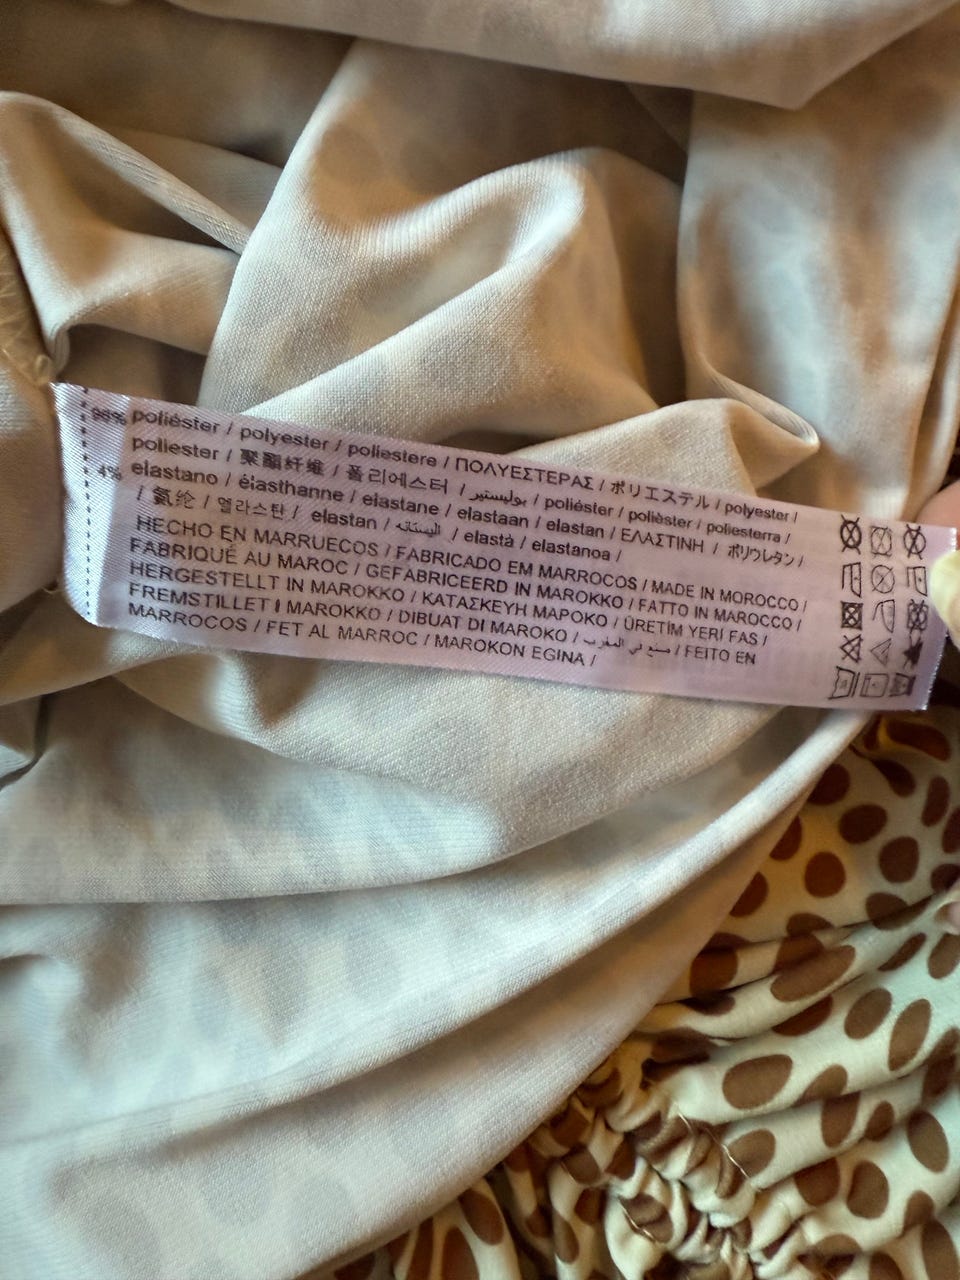 96% poliéster / polyester / poliestere / ΠΟΛΥΕΣΤΕΡΑΣ / ポリエステル / polyester /
poliester / 聚酯纤维 / 폴리에스터 / بوليستير / poliéster / polièster / poliesterra /
4% elastano / élasthanne / elastane / elastaan / elastan / ΕΛΑΣΤΙΝΗ / ポリウレタン /
/ 氨纶 / 엘라스탄 / elastan / اليستانه / elastà / elastanoa /
HECHO EN MARRUECOS / FABRICADO EM MARROCOS / MADE IN MOROCCO /
FABRIQUÉ AU MAROC / GEFABRICEERD IN MAROKKO / FATTO IN MAROCCO /
HERGESTELLT IN MAROKKO / ΚΑΤΑΣΚΕΥΗ ΜΑΡΟΚΟ / ÜRETİM YERİ FAS /
FREMSTILLET I MAROKKO / DIBUAT DI MAROKO / صنع في المغرب / FEITO EN
MARROCOS / FET AL MARROC / MAROKON EGINA /